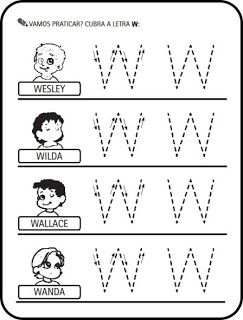 VAMOS PRATICAR? CUBRA A LETRA W:
W W
WESLEY
W W
WILDA
W W
WALLACE
W W
WANDA